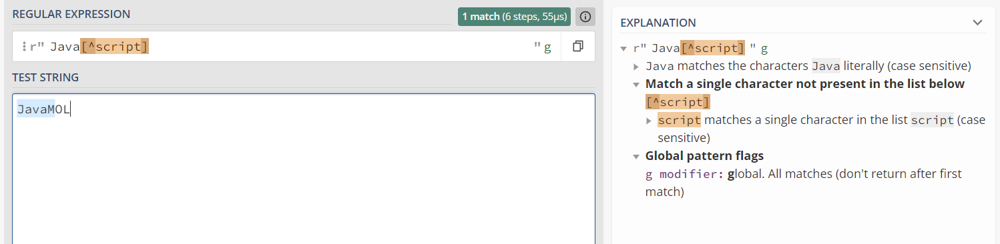 REGULAR EXPRESSION
1 match (6 steps, 55μs)
r" Java[^script] " g
TEST STRING
JavaMOL
EXPLANATION
r" Java[^script] " g
Java matches the characters Java literally (case sensitive)
Match a single character not present in the list below
[^script]
script matches a single character in the list script (case
sensitive)
Global pattern flags
g modifier: global. All matches (don't return after first
match)